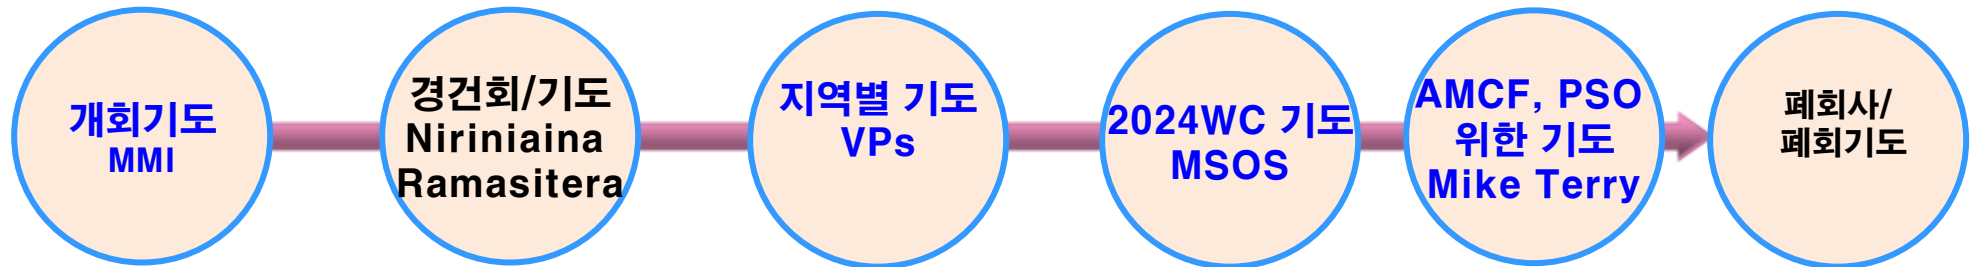 개회기도
MMI
경건회/기도
Niriniaina
Ramasitera
지역별 기도
VPs
2024WC 기도
MSOS
AMCF, PSO
위한 기도
Mike Terry
폐회사/
폐회기도